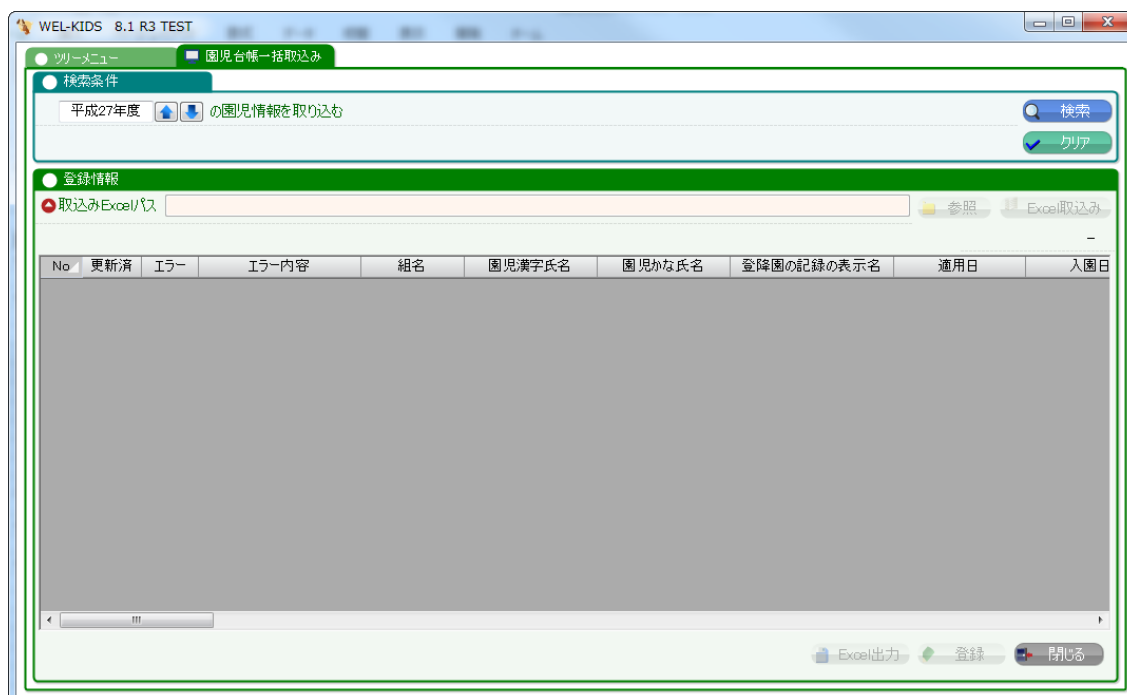 WEL-KIDS 8.1 R3 TEST
ツリーメニュー 園児台帳一括取込み
検索条件
平成27年度 の園児情報を取り込む 検索
クリア
登録情報
取込みExcelパス 参照 Excel取込み
–
No 更新済 エラー エラー内容 組名 園児漢字氏名 園児かな氏名 登降園の記録の表示名 適用日 入園日
Excel出力 登録 閉じる